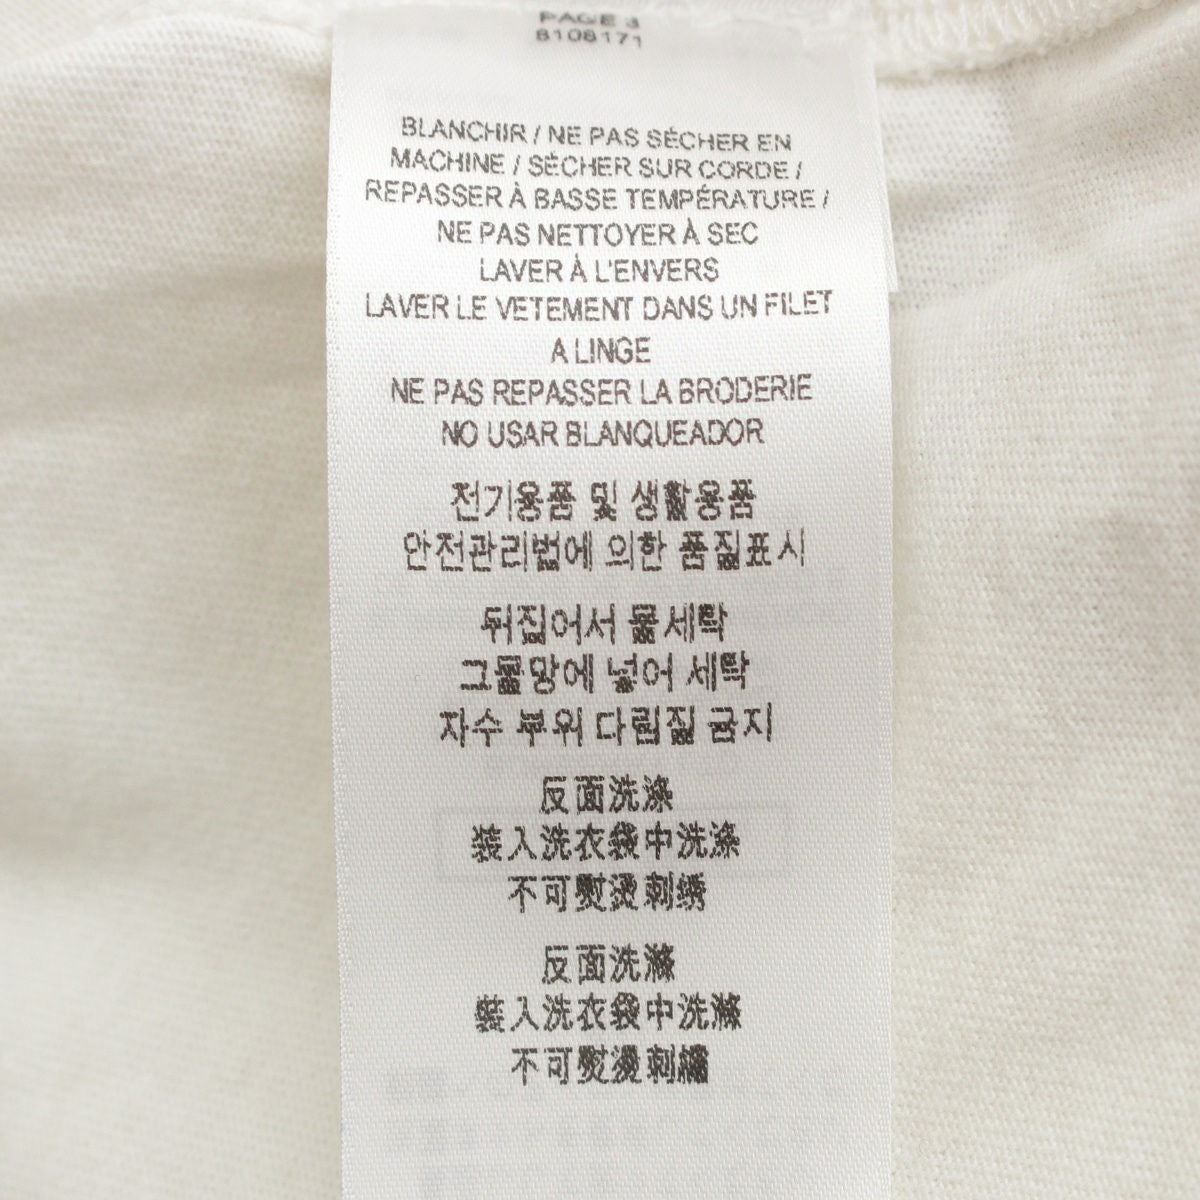 PAGE 3
8108171
BLANCHIR / NE PAS SÉCHER EN
MACHINE / SÉCHER SUR CORDE /
REPASSER À BASSE TEMPÉRATURE /
NE PAS NETTOYER À SEC
LAVER À L'ENVERS
LAVER LE VETEMENT DANS UN FILET
A LINGE
NE PAS REPASSER LA BRODERIE
NO USAR BLANQUEADOR
전기용품 및 생활용품
안전관리법에 의한 품질표시
뒤집어서 물세탁
그물망에 넣어 세탁
자수 부위 다림질 금지
反面洗涤
装入洗衣袋中洗涤
不可熨烫刺绣
反面洗滌
裝入洗衣袋中洗滌
不可熨燙刺繡